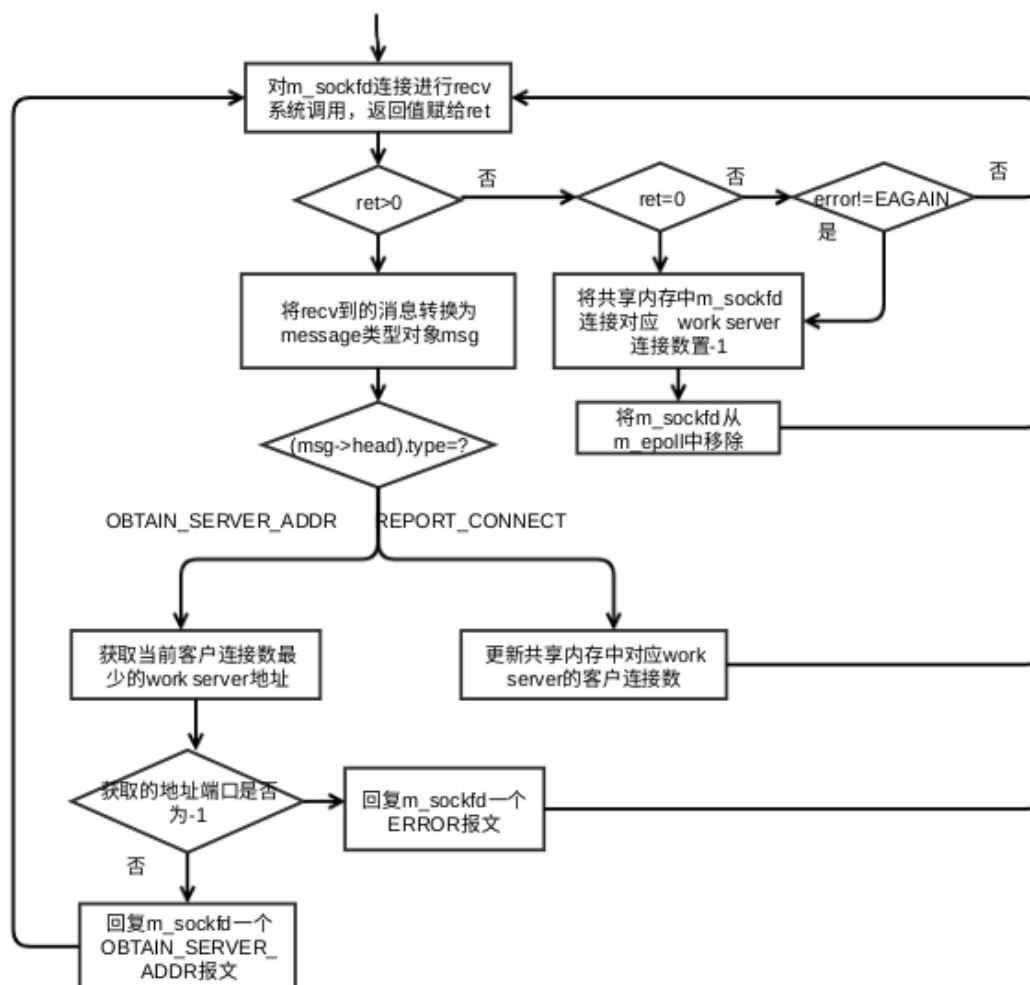 对m_sockfd连接进行recv
系统调用，返回值赋给ret
ret>0
否
ret=0
否
error!=EAGAIN
否
是
将recv到的消息转换为
message类型对象msg
将共享内存中m_sockfd
连接对应 work server
连接数置-1
(msg->head).type=?
将m_sockfd从
m_epoll中移除
OBTAIN_SERVER_ADDR
REPORT_CONNECT
获取当前客户连接数最
少的work server地址
更新共享内存中对应work
server的客户连接数
获取的地址端口是否
为-1
回复m_sockfd一个
ERROR报文
否
回复m_sockfd一个
OBTAIN_SERVER_
ADDR报文